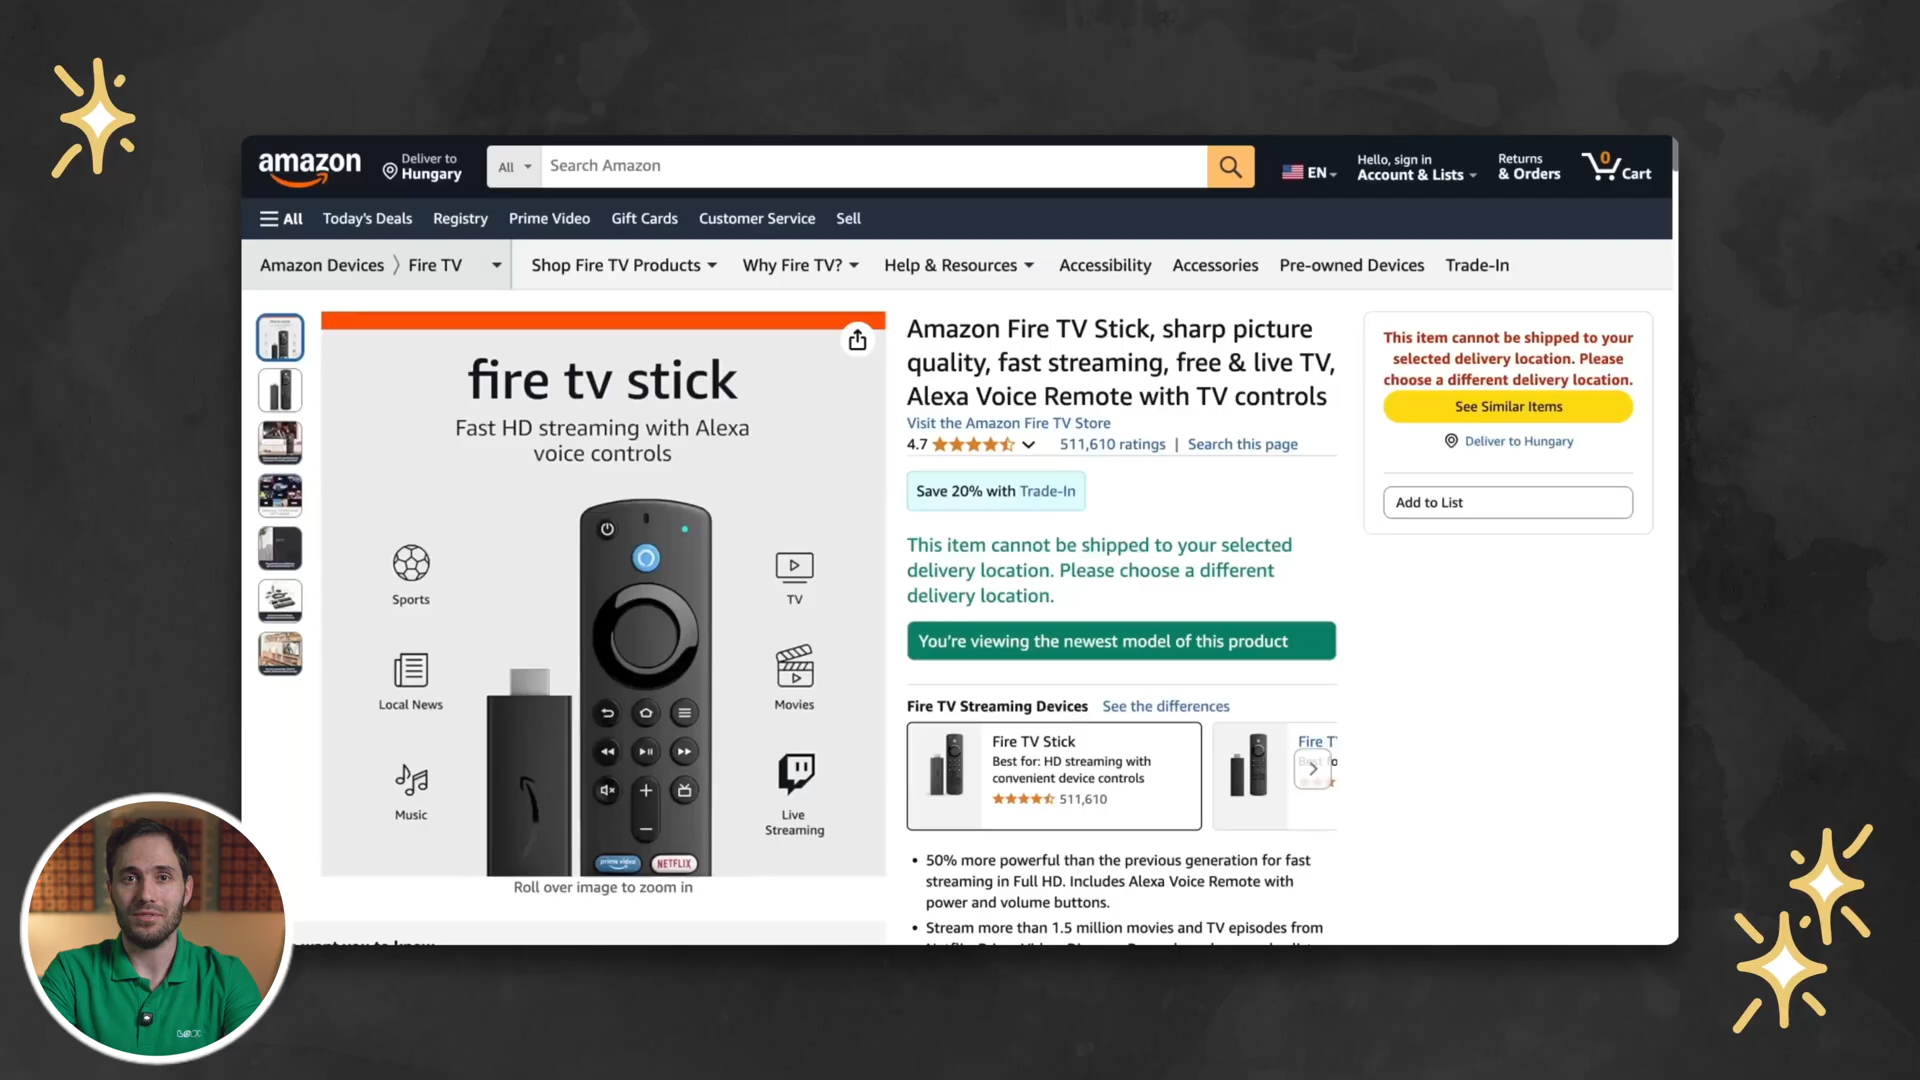 amazon
Deliver to
Hungary
All
Search Amazon
EN
Hello, sign in
Account & Lists
Returns
& Orders
0
Cart
All
Today's Deals
Registry
Prime Video
Gift Cards
Customer Service
Sell
Amazon Devices
Fire TV
Shop Fire TV Products
Why Fire TV?
Help & Resources
Accessibility
Accessories
Pre-owned Devices
Trade-In
fire tv stick
Fast HD streaming with Alexa
voice controls
Sports
Local News
Music
TV
Movies
Live
Streaming
prime video
NETFLIX
Roll over image to zoom in
Amazon Fire TV Stick, sharp picture
quality, fast streaming, free & live TV,
Alexa Voice Remote with TV controls
Visit the Amazon Fire TV Store
4.7
511,610 ratings | Search this page
Save 20% with Trade-In
This item cannot be shipped to your selected
delivery location. Please choose a different
delivery location.
You're viewing the newest model of this product
Fire TV Streaming Devices See the differences
Fire TV Stick
Best for: HD streaming with
convenient device controls
511,610
Fire T
50% more powerful than the previous generation for fast
streaming in Full HD. Includes Alexa Voice Remote with
power and volume buttons.
Stream more than 1.5 million movies and TV episodes from
This item cannot be shipped to your
selected delivery location. Please
choose a different delivery location.
See Similar Items
Deliver to Hungary
Add to List